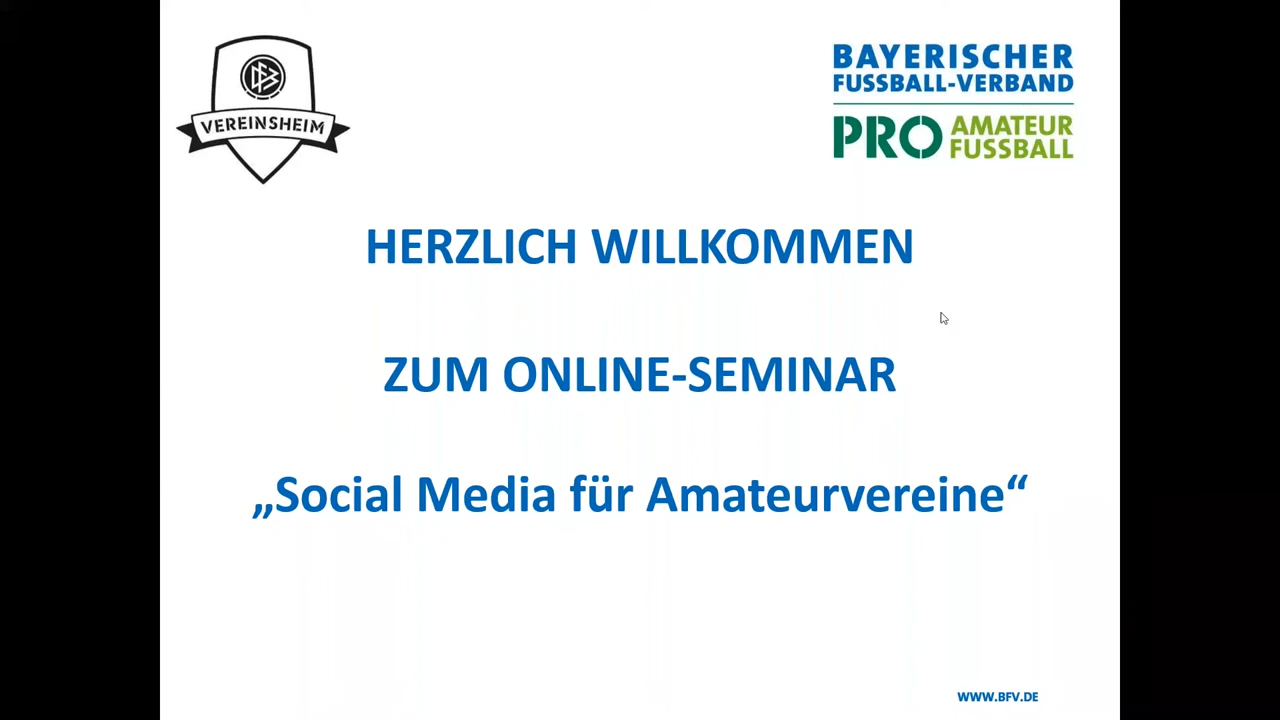 DFB
VEREINSHEIM
BAYERISCHER
FUSSBALL-VERBAND
PRO AMATEUR
FUSSBALL
HERZLICH WILLKOMMEN
ZUM ONLINE-SEMINAR
„Social Media für Amateurvereine“
WWW.BFV.DE